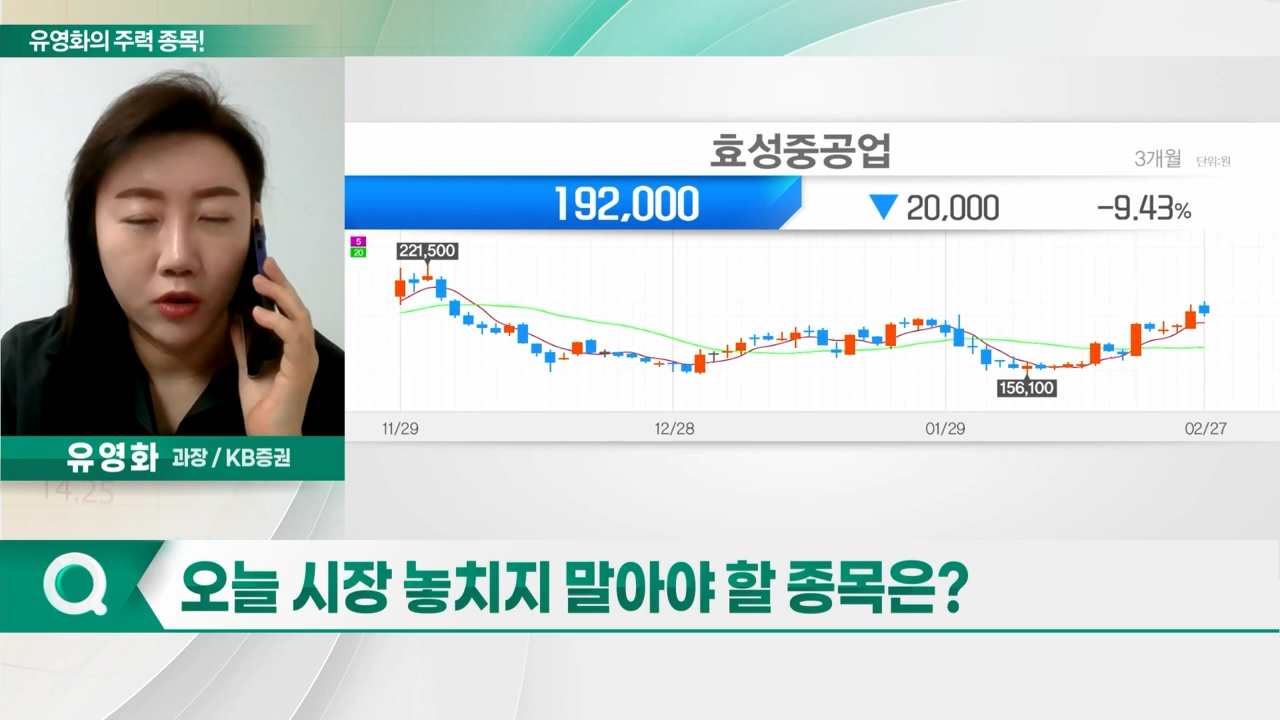 유영화의 주력 종목!
효성중공업
3개월 단위:원
192,000 ▼20,000 -9.43%
5
20
221,500
156,100
11/29 12/28 01/29 02/27
유영화 과장 / KB증권
14.25
오늘 시장 놓치지 말아야 할 종목은?